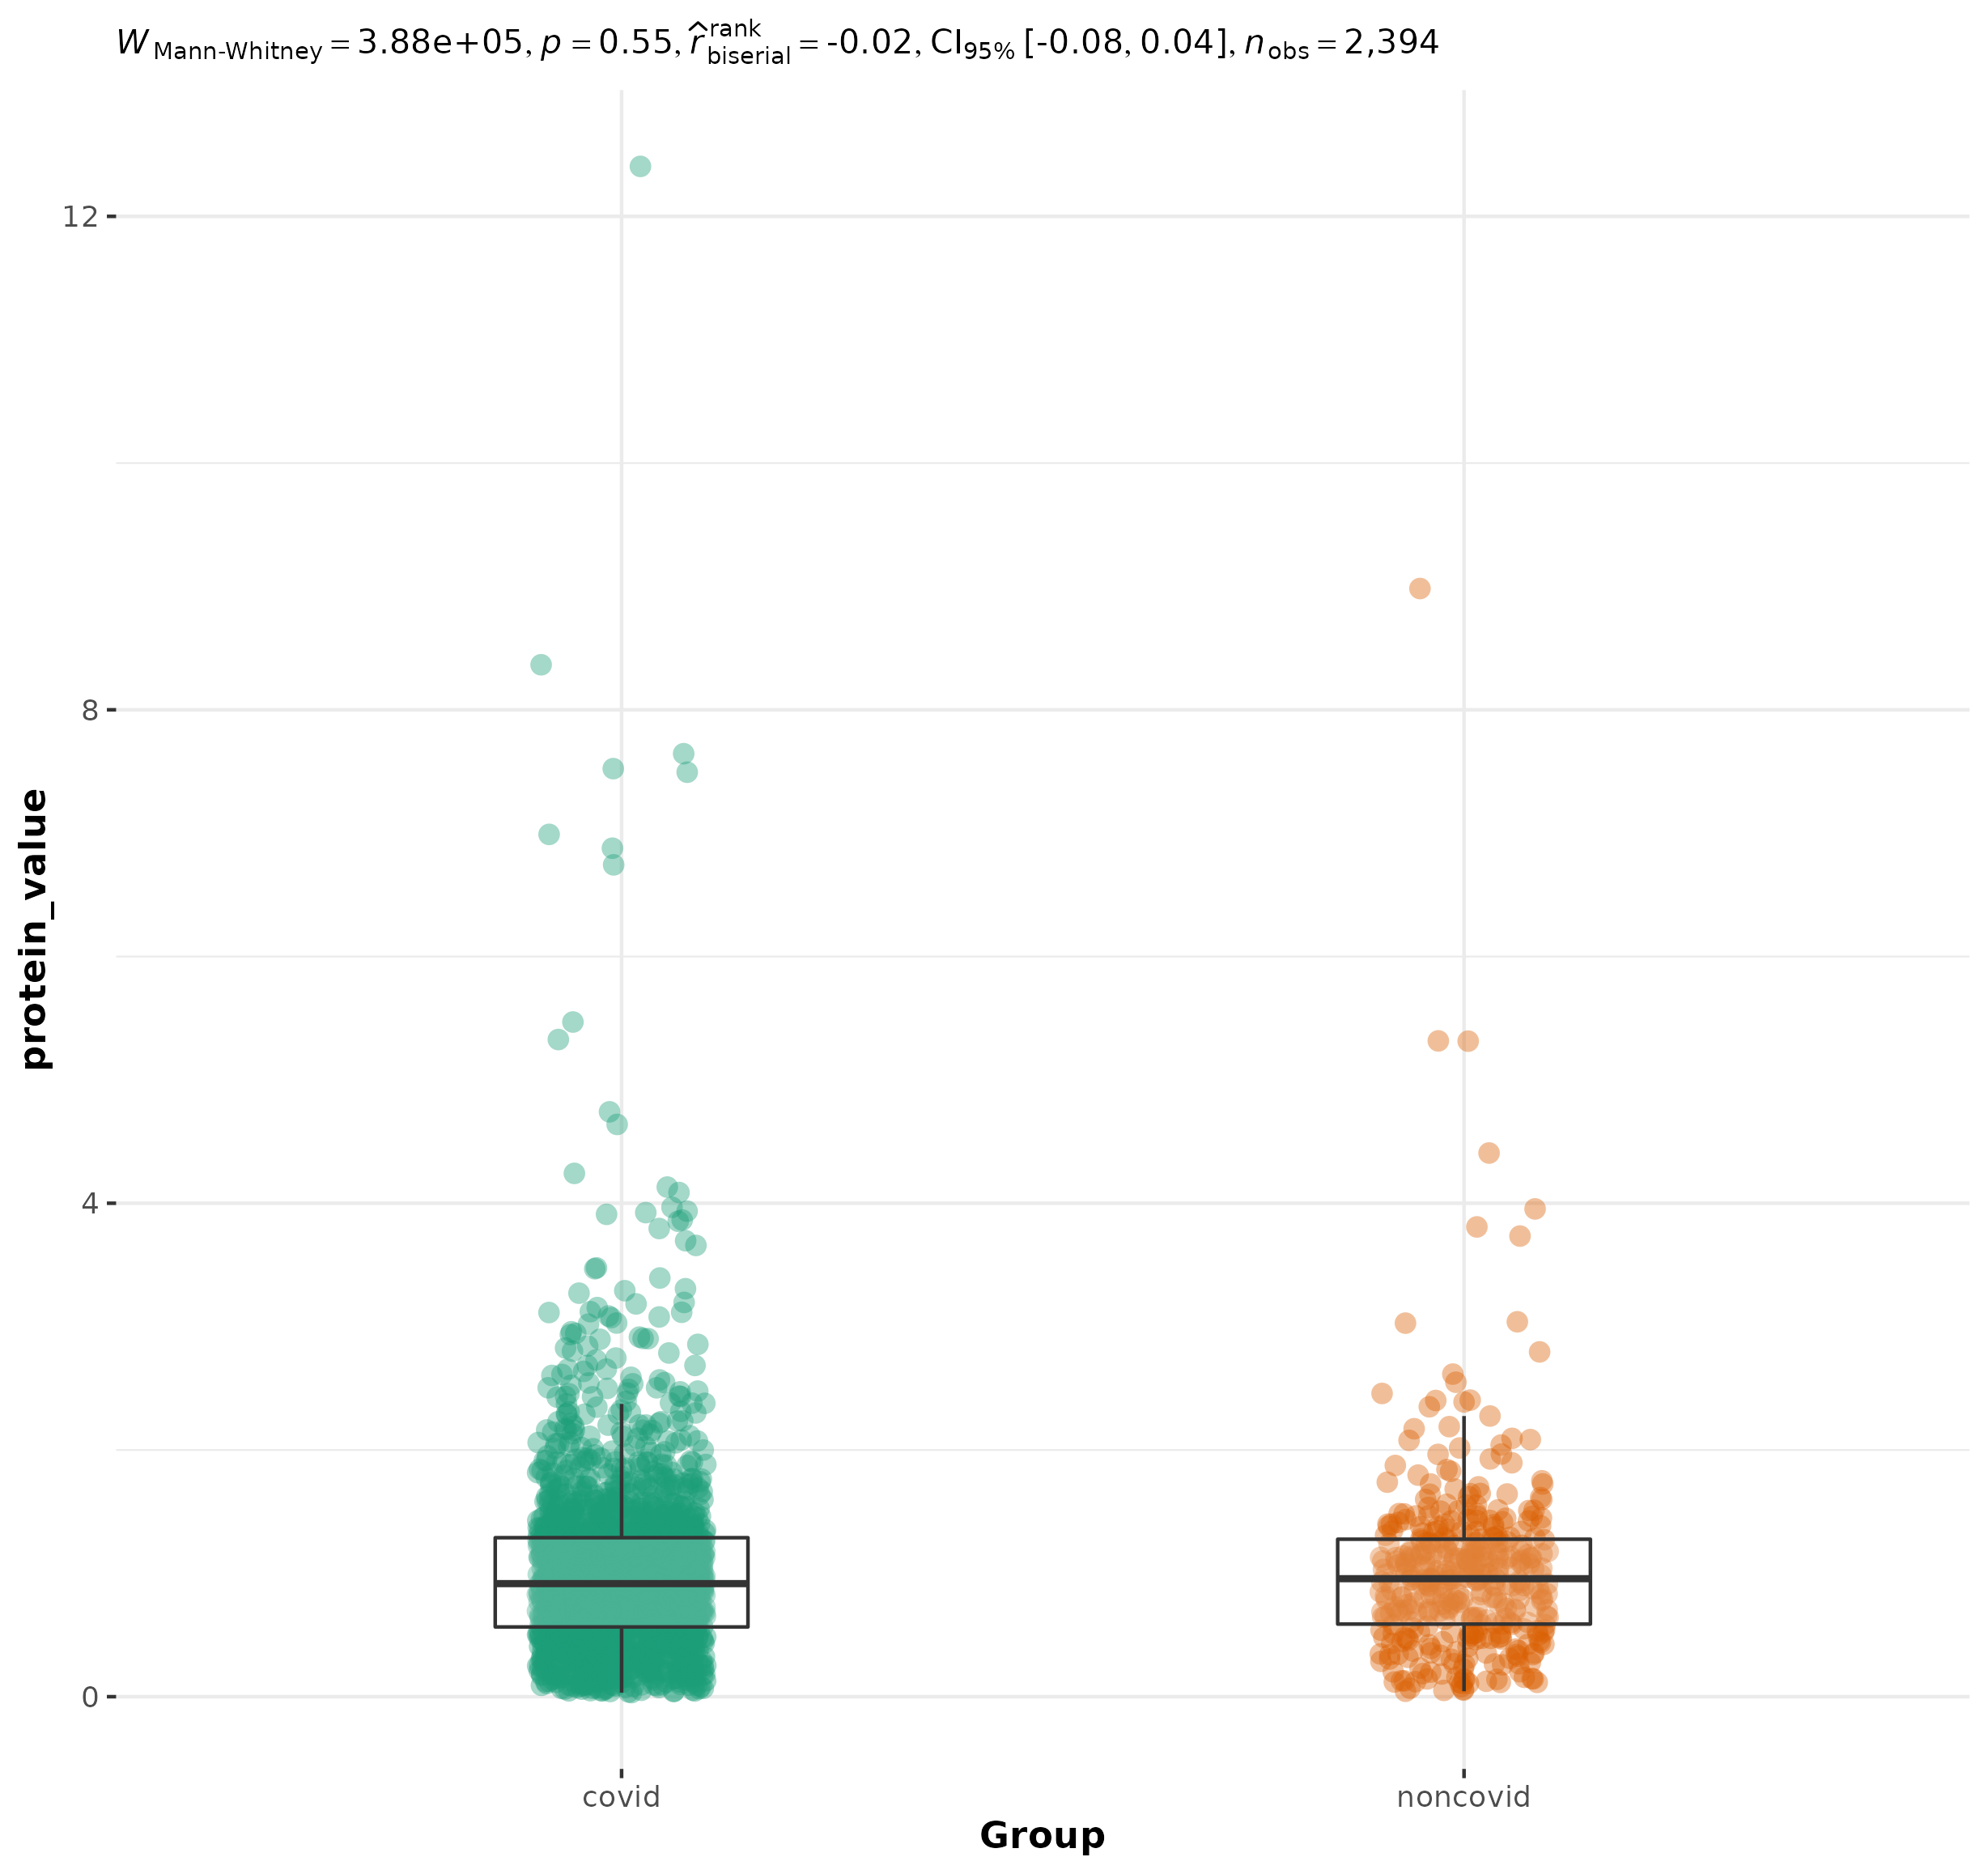 W Mann-Whitney = 3.88e+05, p = 0.55, r̂ rank biserial = -0.02, CI95% [-0.08, 0.04], n obs = 2,394
12
8
4
0
protein_value
covid noncovid
Group